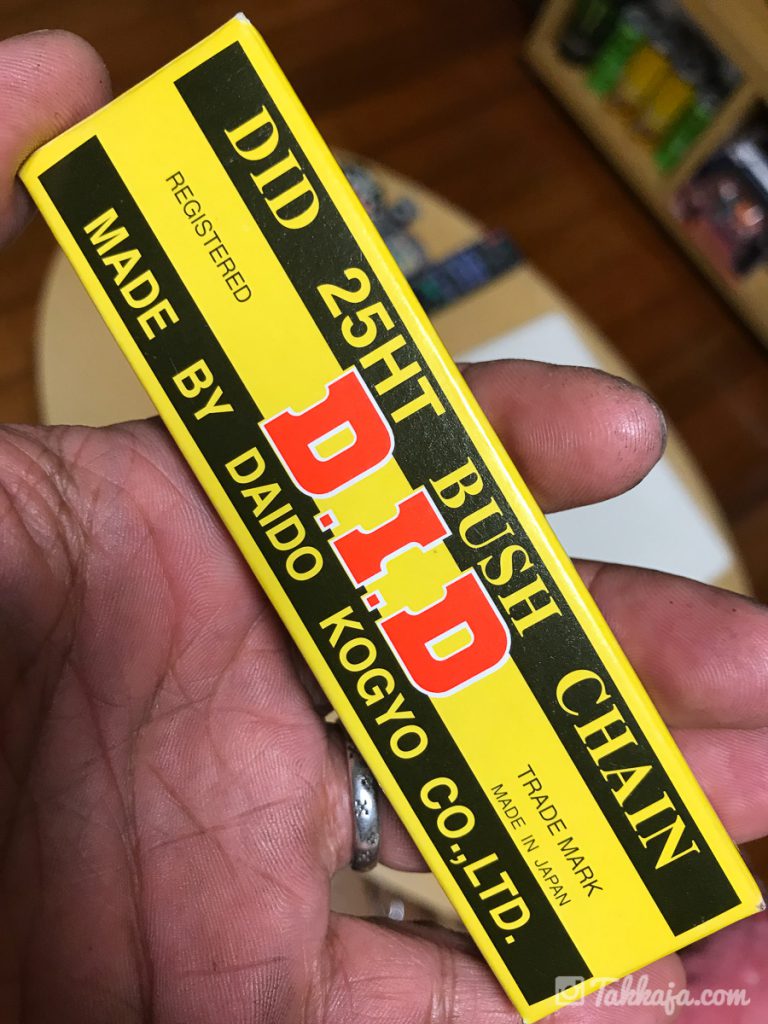 DID 25HT BUSH CHAIN
REGISTERED
D.I.D
TRADE MARK
MADE IN JAPAN
MADE BY DAIDO KOGYO CO.,LTD.
Takkaja.com